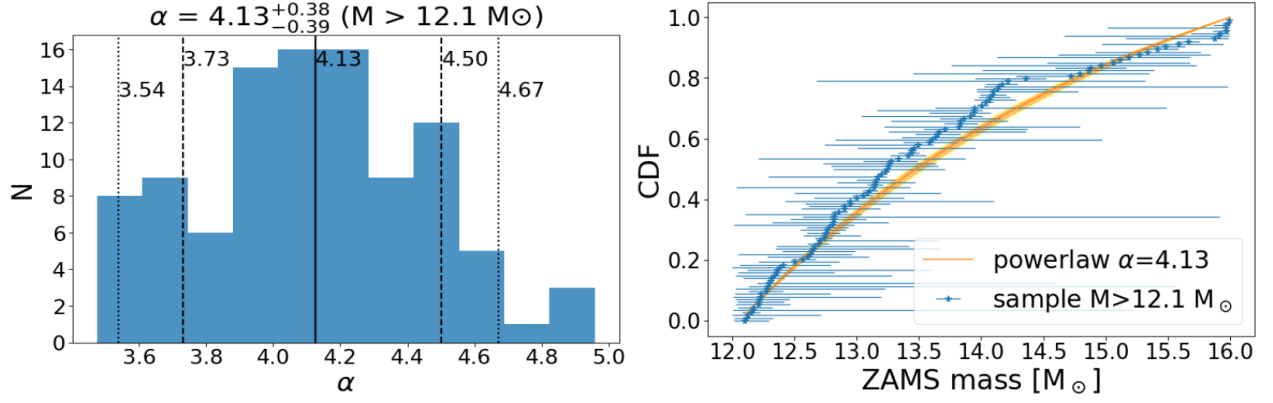 α = 4.13+0.38−0.39 (M > 12.1 M⊙)
16
14
12
10
8
6
4
2
0
N
3.54
3.73
4.13
4.50
4.67
3.6 3.8 4.0 4.2 4.4 4.6 4.8 5.0
α
1.0
0.8
0.6
0.4
0.2
0.0
CDF
powerlaw α=4.13
sample M>12.1 M⊙
12.0 12.5 13.0 13.5 14.0 14.5 15.0 15.5 16.0
ZAMS mass [M⊙]